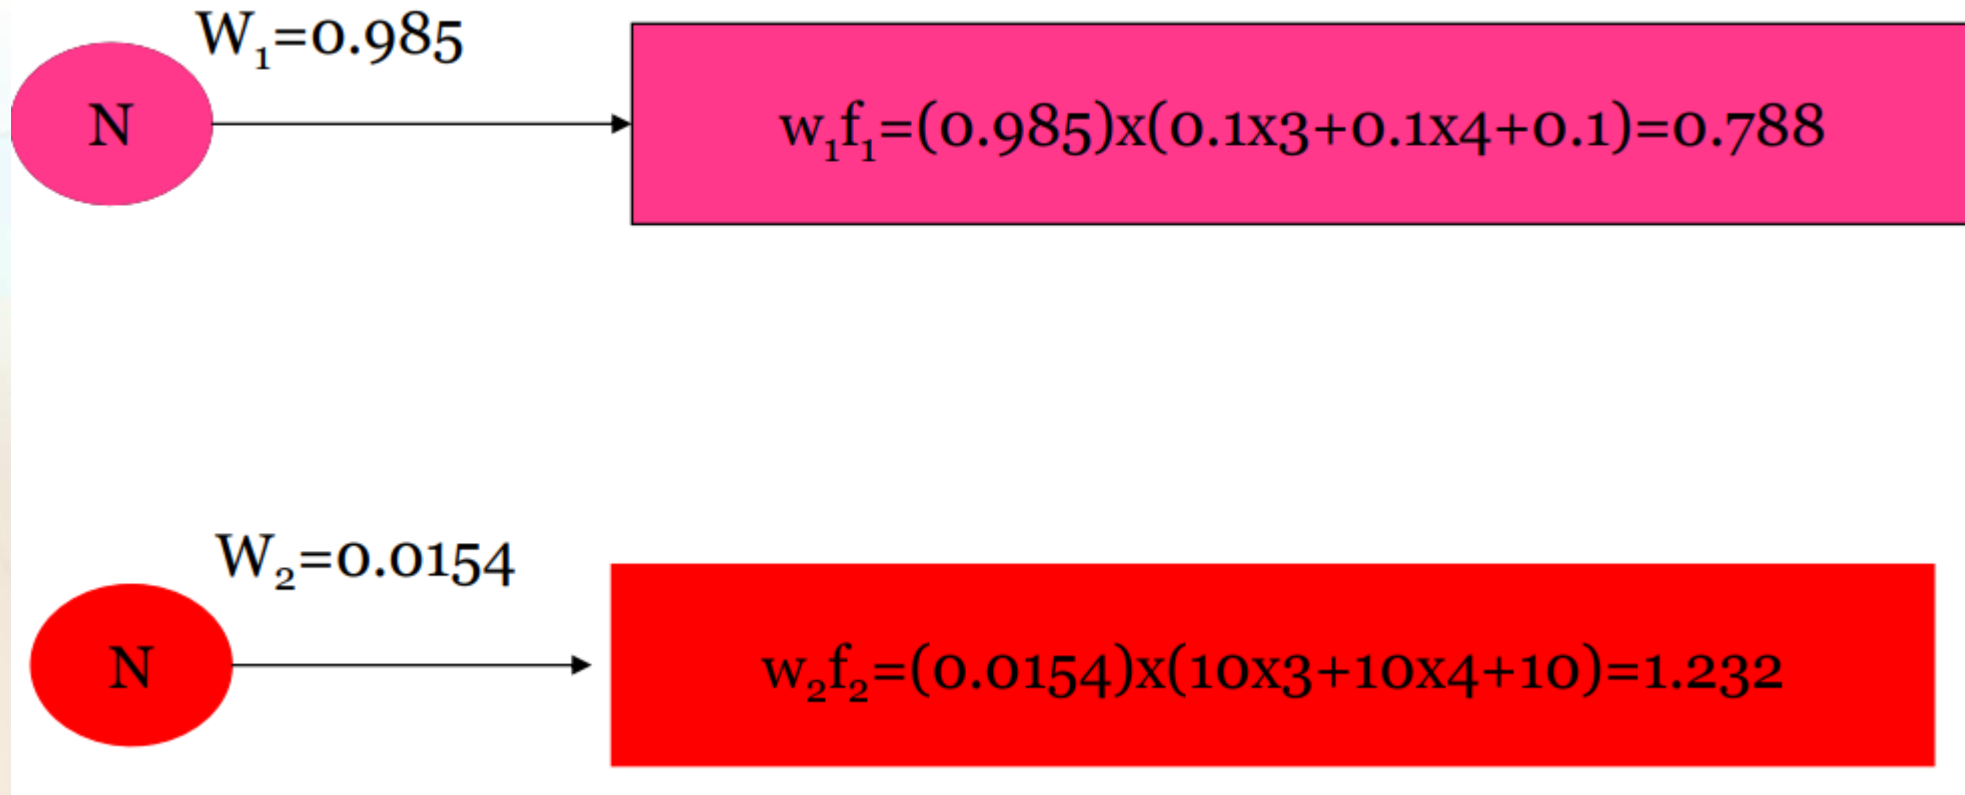 W₁=0.985
N
w₁f₁=(0.985)x(0.1x3+0.1x4+0.1)=0.788
W₂=0.0154
N
w₂f₂=(0.0154)x(10x3+10x4+10)=1.232